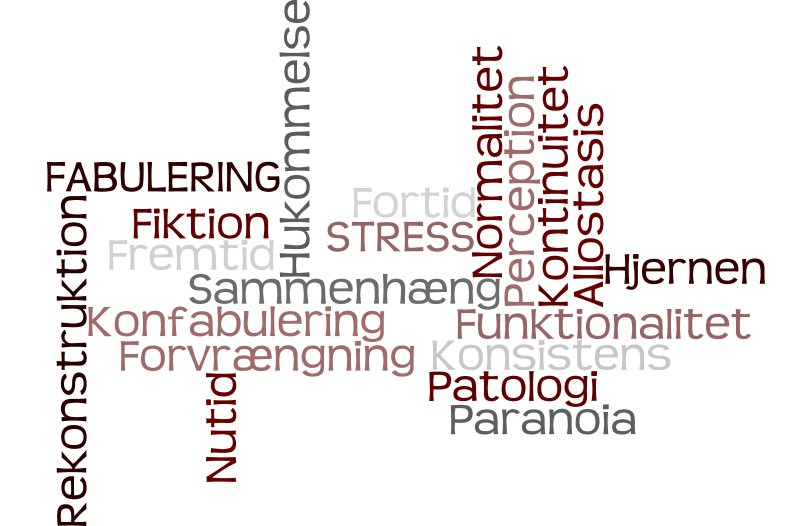 Hukommelse
Normalitet
Perception
Kontinuitet
Allostasis
FABULERING
Fortid
Fiktion
STRESS
Fremtid
Hjernen
Sammenhæng
Rekonstruktion
Konfabulering
Funktionalitet
Forvrængning
Konsistens
Nutid
Patologi
Paranoia